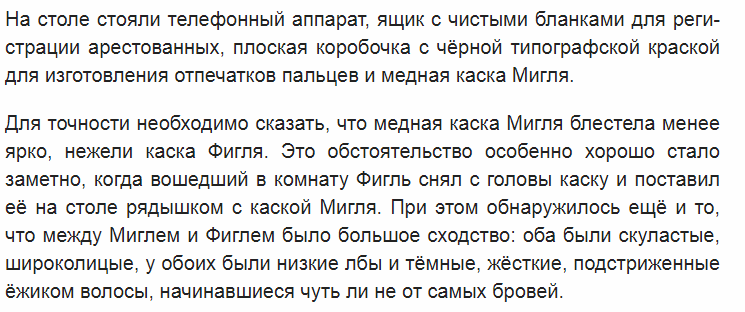 На столе стояли телефонный аппарат, ящик с чистыми бланками для реги-
страции арестованных, плоская коробочка с чёрной типографской краской
для изготовления отпечатков пальцев и медная каска Мигля.
Для точности необходимо сказать, что медная каска Мигля блестела менее
ярко, нежели каска Фигля. Это обстоятельство особенно хорошо стало
заметно, когда вошедший в комнату Фигль снял с головы каску и поставил
её на столе рядышком с каской Мигля. При этом обнаружилось ещё и то,
что между Миглем и Фиглем было большое сходство: оба были скуластые,
широколицые, у обоих были низкие лбы и тёмные, жёсткие, подстриженные
ёжиком волосы, начинавшиеся чуть ли не от самых бровей.